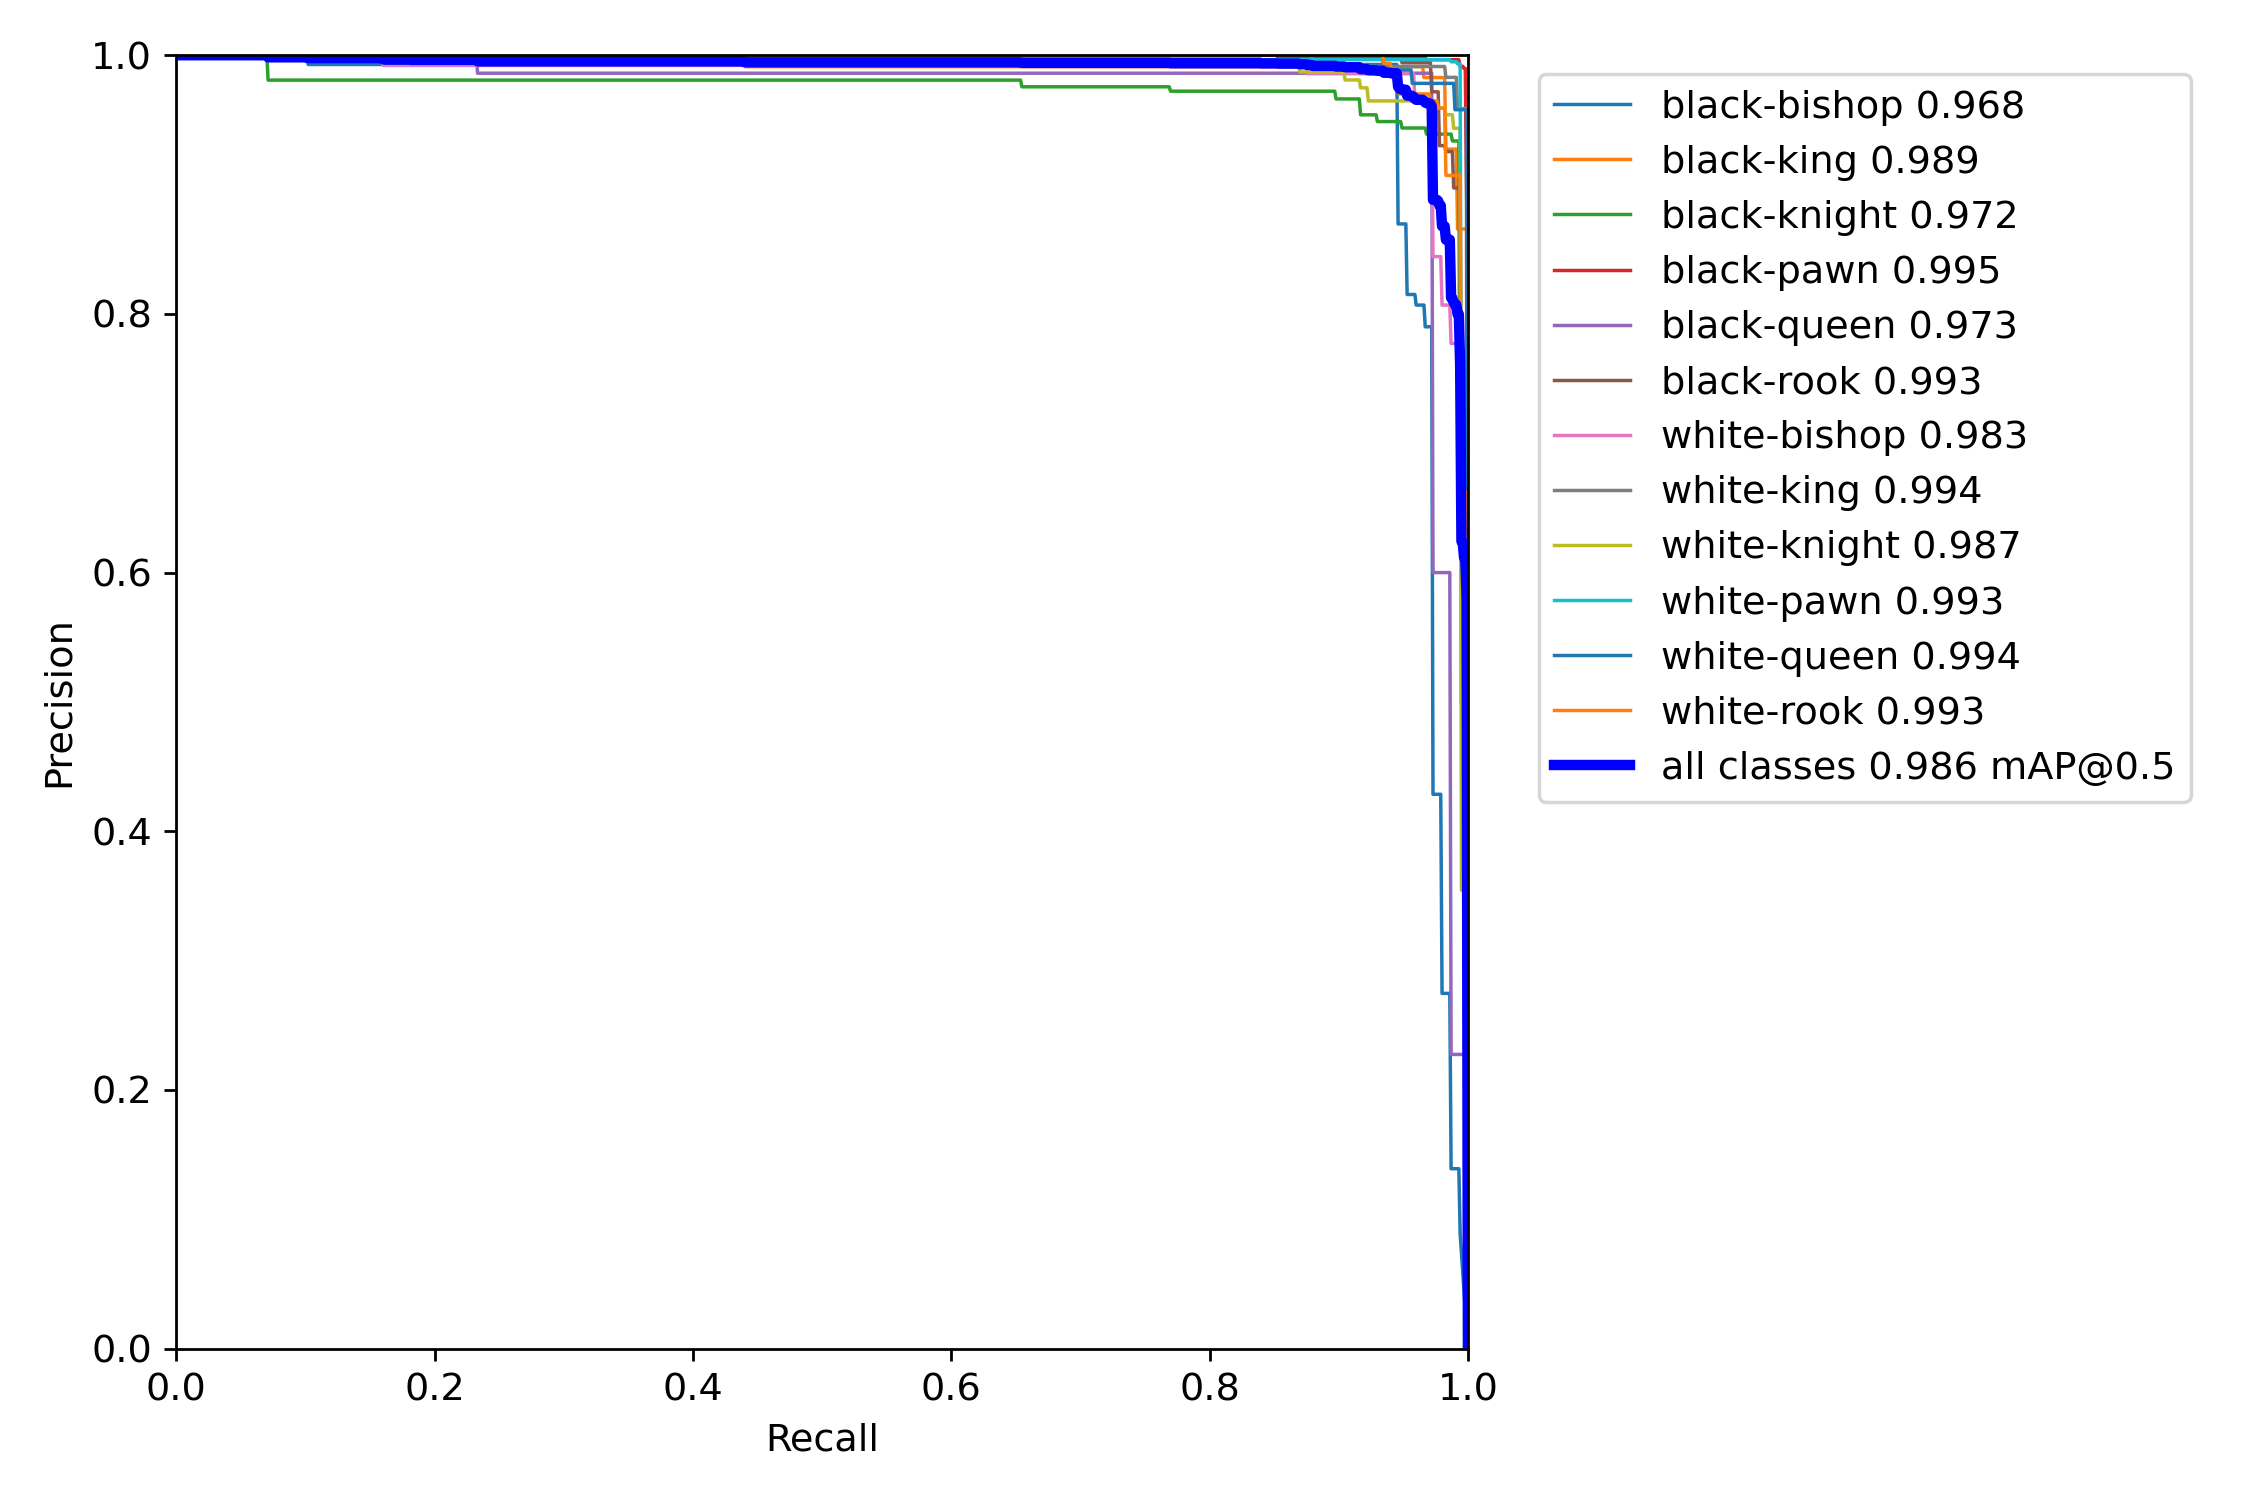 1.0
0.8
0.6
0.4
0.2
0.0
Precision
0.0 0.2 0.4 0.6 0.8 1.0
Recall
black-bishop 0.968
black-king 0.989
black-knight 0.972
black-pawn 0.995
black-queen 0.973
black-rook 0.993
white-bishop 0.983
white-king 0.994
white-knight 0.987
white-pawn 0.993
white-queen 0.994
white-rook 0.993
all classes 0.986 mAP@0.5